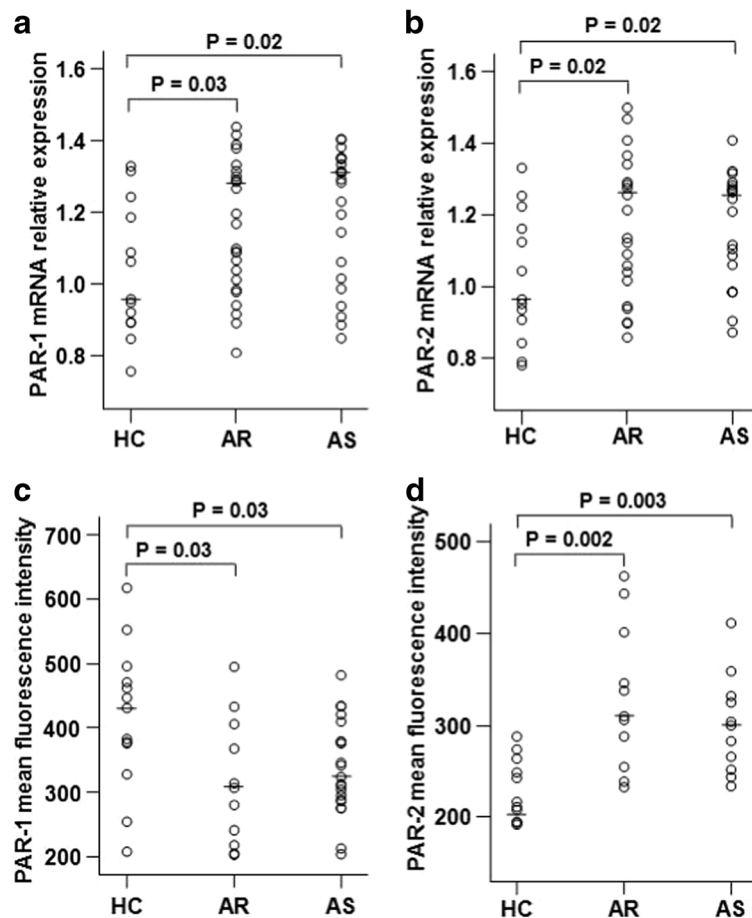 a
P = 0.02
P = 0.03
PAR-1 mRNA relative expression
1.6
1.4
1.2
1.0
0.8
HC AR AS
b
P = 0.02
P = 0.02
PAR-2 mRNA relative expression
1.6
1.4
1.2
1.0
0.8
HC AR AS
c
P = 0.03
P = 0.03
PAR-1 mean fluorescence intensity
700
600
500
400
300
200
HC AR AS
d
P = 0.003
P = 0.002
PAR-2 mean fluorescence intensity
500
400
300
200
HC AR AS